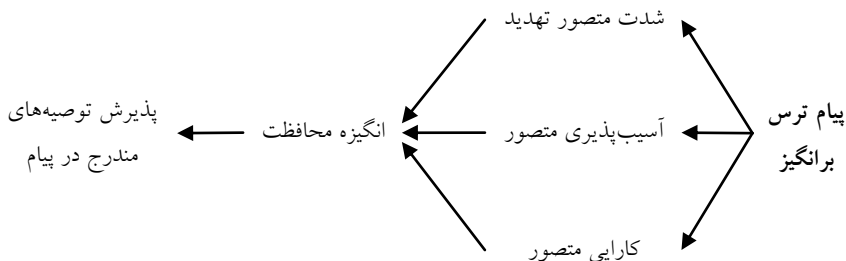 شدت متصور تهدید
پیام ترس
برانگیز
آسیب‌پذیری متصور
انگیزه محافظت
پذیرش توصیه‌های
مندرج در پیام
کارایی متصور